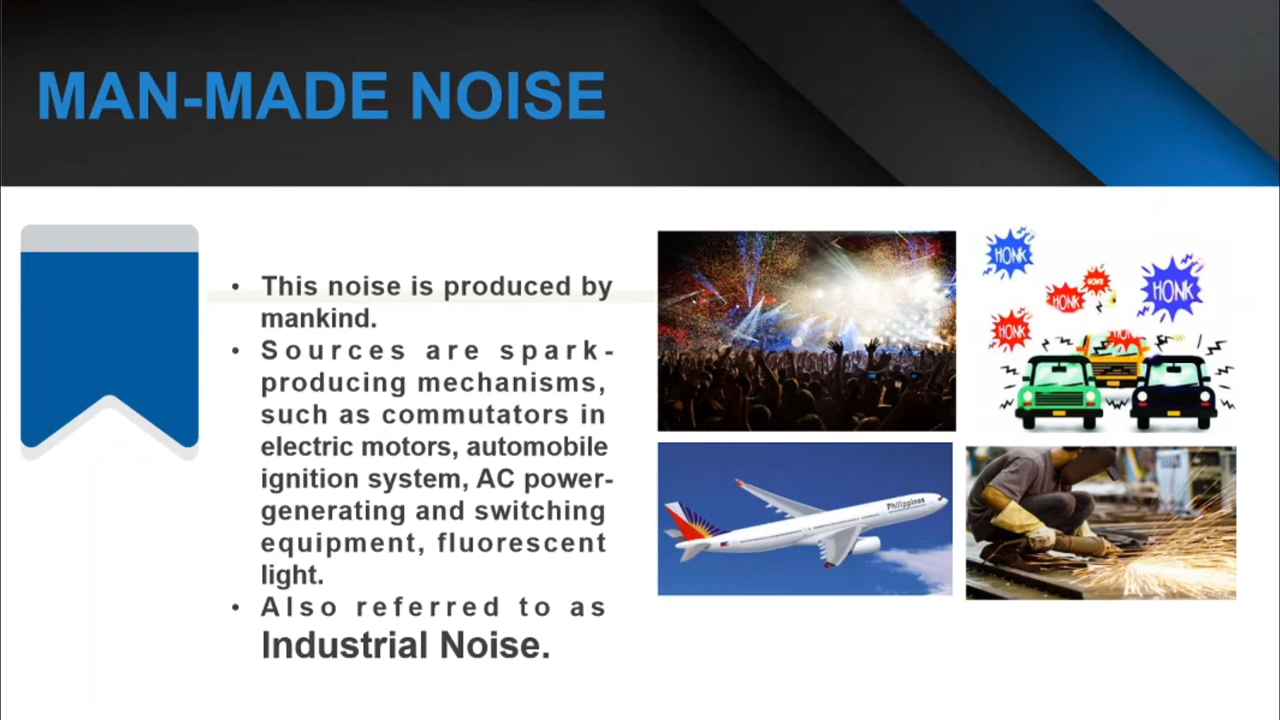 MAN-MADE NOISE
• This noise is produced by
mankind.
• Sources are spark-
producing mechanisms,
such as commutators in
electric motors, automobile
ignition system, AC power-
generating and switching
equipment, fluorescent
light.
• Also referred to as
Industrial Noise.
HONK
HONK
HONK
HONK
HONK
HONK
Philippines